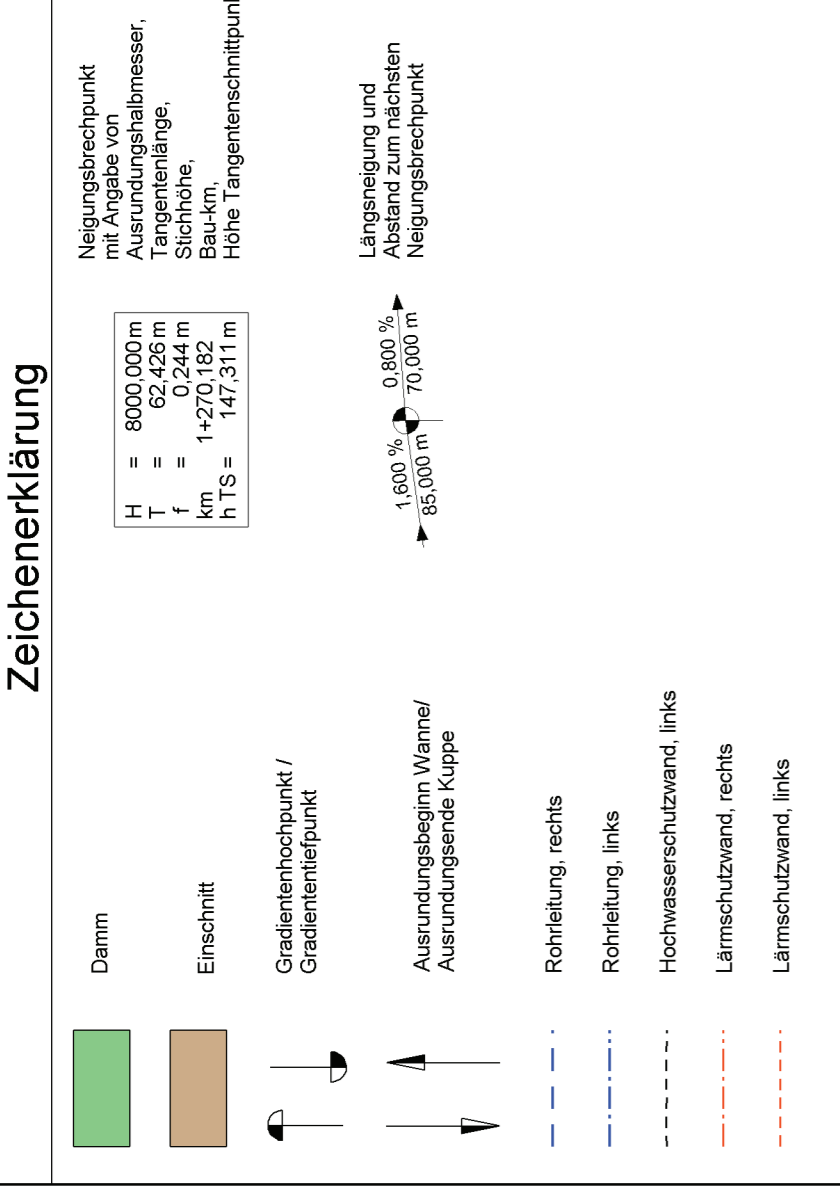 Zeichenerklärung
Damm
Einschnitt
Gradientenhochpunkt /
Gradiententiefpunkt
Ausrundungsbeginn Wanne/
Ausrundungsende Kuppe
Rohrleitung, rechts
Rohrleitung, links
Hochwasserschutzwand, links
Lärmschutzwand, rechts
Lärmschutzwand, links
H = 8000,000 m
T = 62,426 m
f = 0,244 m
km 1+270,182
h TS = 147,311 m
Neigungsbrechpunkt
mit Angabe von
Ausrundungshalbmesser,
Tangentenlänge,
Stichhöhe,
Bau-km,
Höhe Tangentenschnittpunkt
1,600 % 0,800 %
85,000 m 70,000 m
Längsneigung und
Abstand zum nächsten
Neigungsbrechpunkt